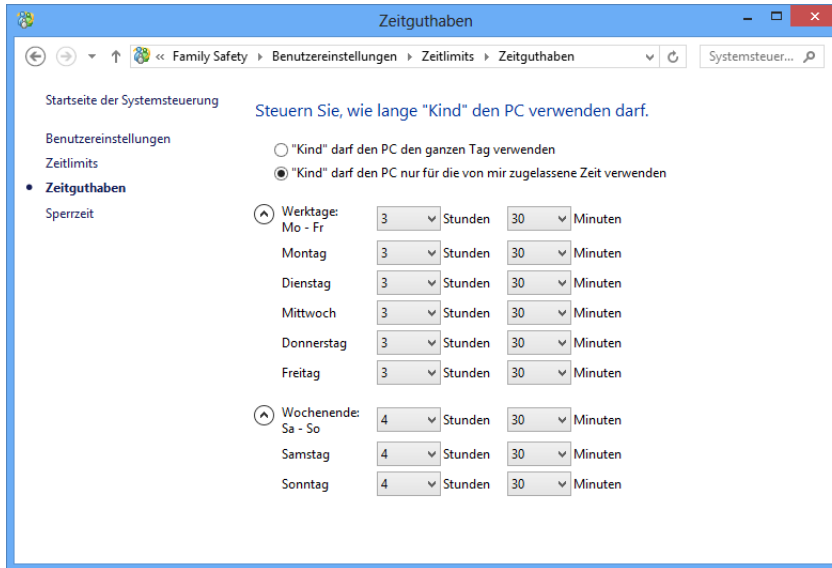 Zeitguthaben
« Family Safety ▸ Benutzereinstellungen ▸ Zeitlimits ▸ Zeitguthaben
Systemsteuer...
Startseite der Systemsteuerung
Benutzereinstellungen
Zeitlimits
• Zeitguthaben
Sperrzeit
Steuern Sie, wie lange "Kind" den PC verwenden darf.
"Kind" darf den PC den ganzen Tag verwenden
"Kind" darf den PC nur für die von mir zugelassene Zeit verwenden
Werktage:
Mo - Fr
3 Stunden 30 Minuten
Montag 3 Stunden 30 Minuten
Dienstag 3 Stunden 30 Minuten
Mittwoch 3 Stunden 30 Minuten
Donnerstag 3 Stunden 30 Minuten
Freitag 3 Stunden 30 Minuten
Wochenende:
Sa - So
4 Stunden 30 Minuten
Samstag 4 Stunden 30 Minuten
Sonntag 4 Stunden 30 Minuten